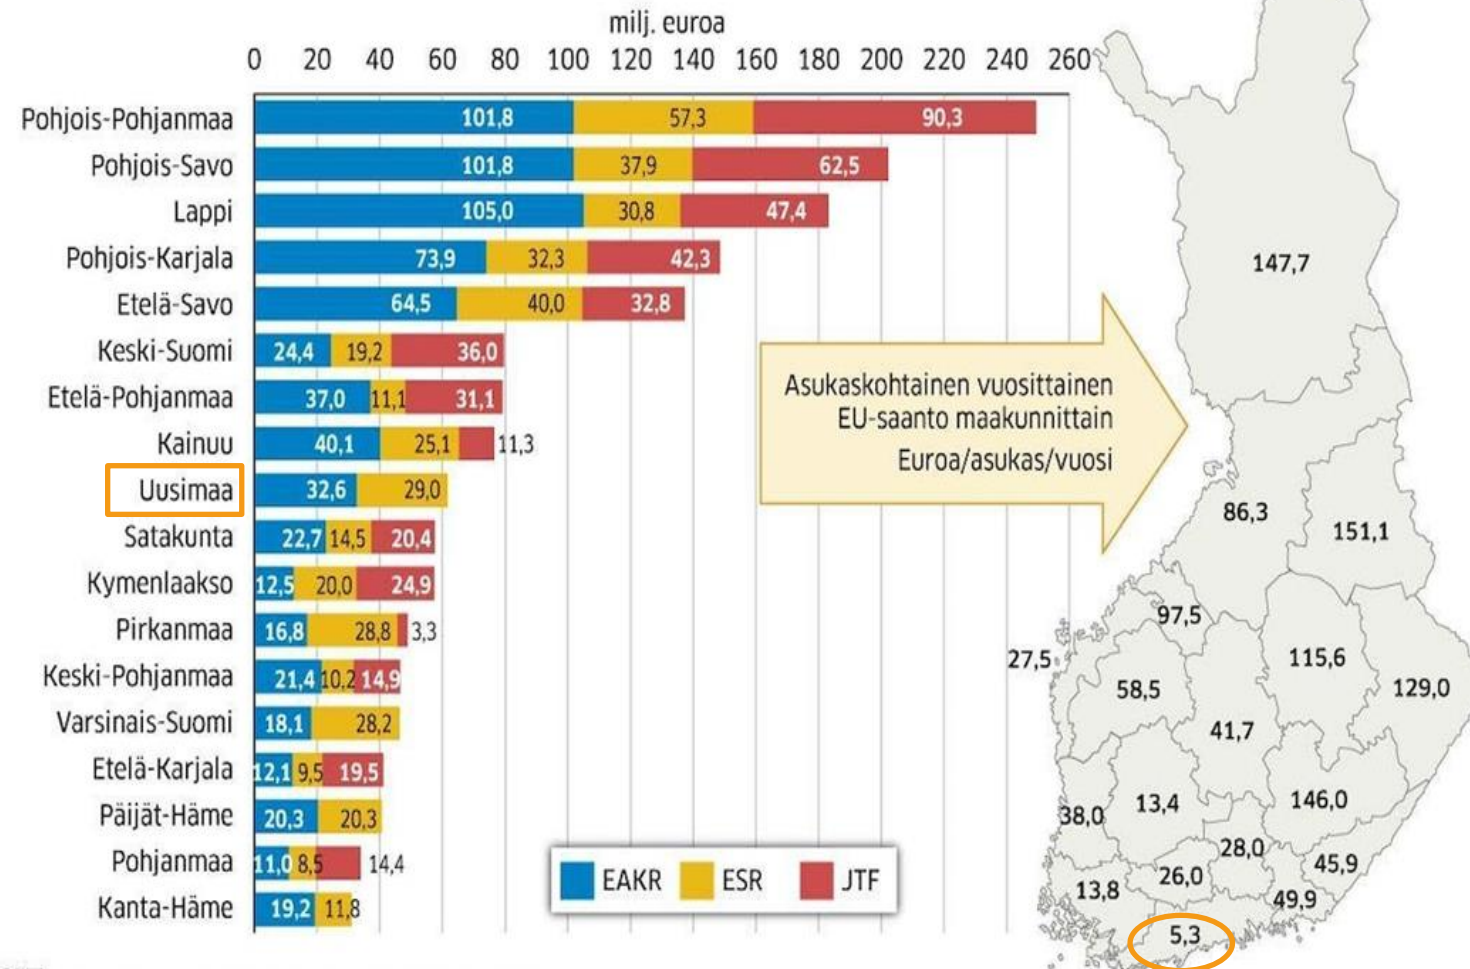 milj. euroa
0 20 40 60 80 100 120 140 160 180 200 220 240 260
Pohjois-Pohjanmaa 101,8 57,3 90,3
Pohjois-Savo 101,8 37,9 62,5
Lappi 105,0 30,8 47,4
Pohjois-Karjala 73,9 32,3 42,3
Etelä-Savo 64,5 40,0 32,8
Keski-Suomi 24,4 19,2 36,0
Etelä-Pohjanmaa 37,0 11,1 31,1
Kainuu 40,1 25,1 11,3
Uusimaa 32,6 29,0
Satakunta 22,7 14,5 20,4
Kymenlaakso 12,5 20,0 24,9
Pirkanmaa 16,8 28,8 3,3
Keski-Pohjanmaa 21,4 10,2 14,9
Varsinais-Suomi 18,1 28,2
Etelä-Karjala 12,1 9,5 19,5
Päijät-Häme 20,3 20,3
Pohjanmaa 11,0 8,5 14,4
Kanta-Häme 19,2 11,8
EAKR ESR JTF
Asukaskohtainen vuosittainen
EU-saanto maakunnittain
Euroa/asukas/vuosi
147,7
86,3
151,1
97,5
27,5
115,6
58,5
129,0
41,7
38,0
13,4
146,0
28,0
45,9
26,0
13,8
49,9
5,3